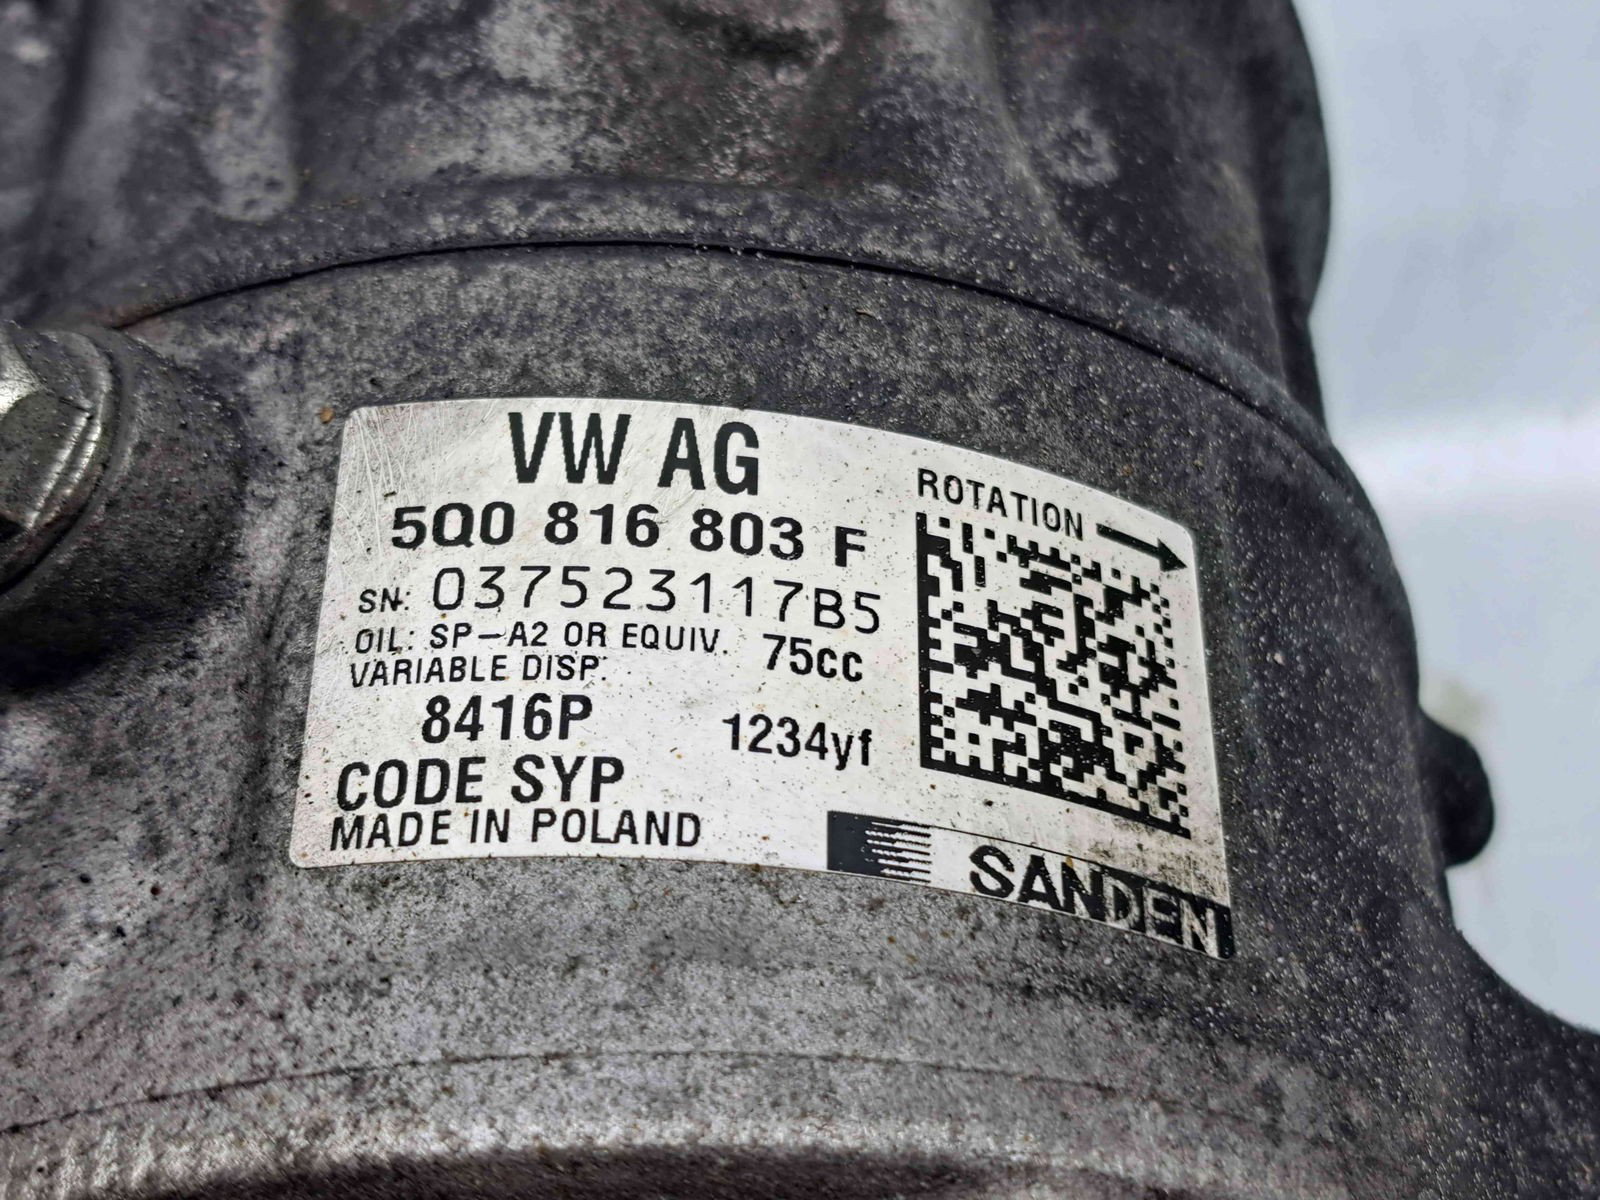 VW AG
5Q0 816 803 F
SN: 037523117B5
OIL: SP-A2 OR EQUIV. 75cc
VARIABLE DISP.
8416P 1234yf
CODE SYP
MADE IN POLAND
ROTATION
SANDEN